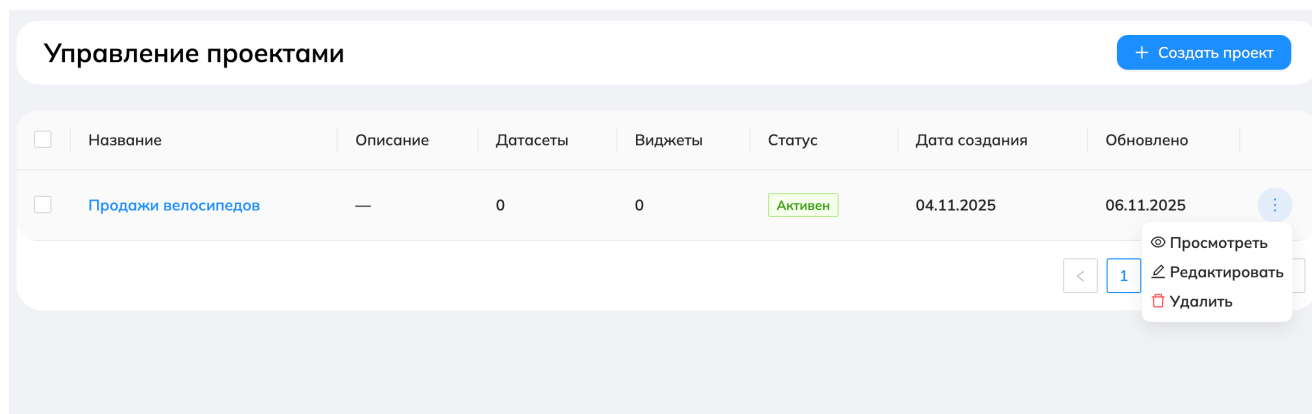 Управление проектами
+ Создать проект
Название Описание Датасеты Виджеты Статус Дата создания Обновлено
Продажи велосипедов — 0 0 Активен 04.11.2025 06.11.2025
Просмотреть
Редактировать
Удалить
< 1